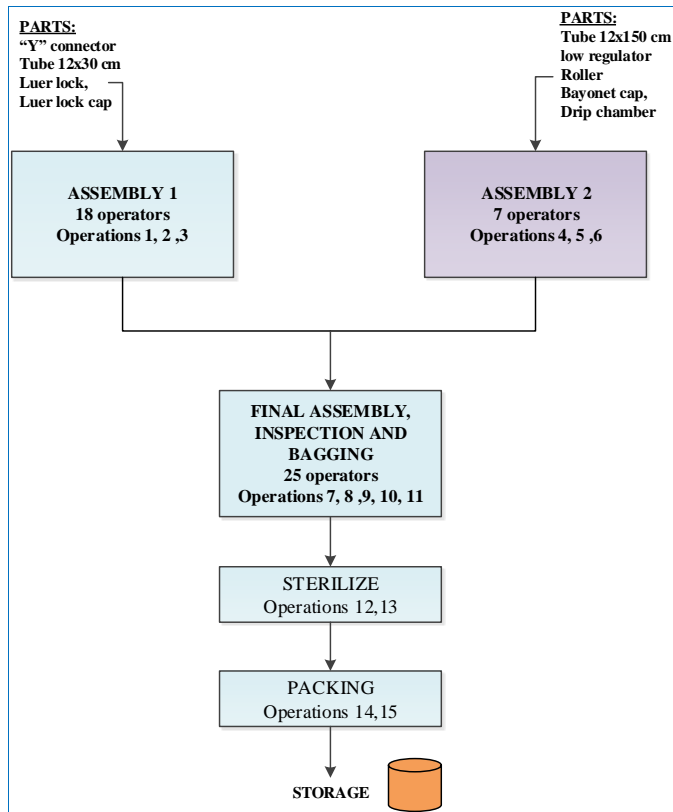 PARTS:
“Y” connector
Tube 12x30 cm
Luer lock,
Luer lock cap
PARTS:
Tube 12x150 cm
low regulator
Roller
Bayonet cap,
Drip chamber
ASSEMBLY 1
18 operators
Operations 1, 2 ,3
ASSEMBLY 2
7 operators
Operations 4, 5 ,6
FINAL ASSEMBLY,
INSPECTION AND
BAGGING
25 operators
Operations 7, 8 ,9, 10, 11
STERILIZE
Operations 12,13
PACKING
Operations 14,15
STORAGE